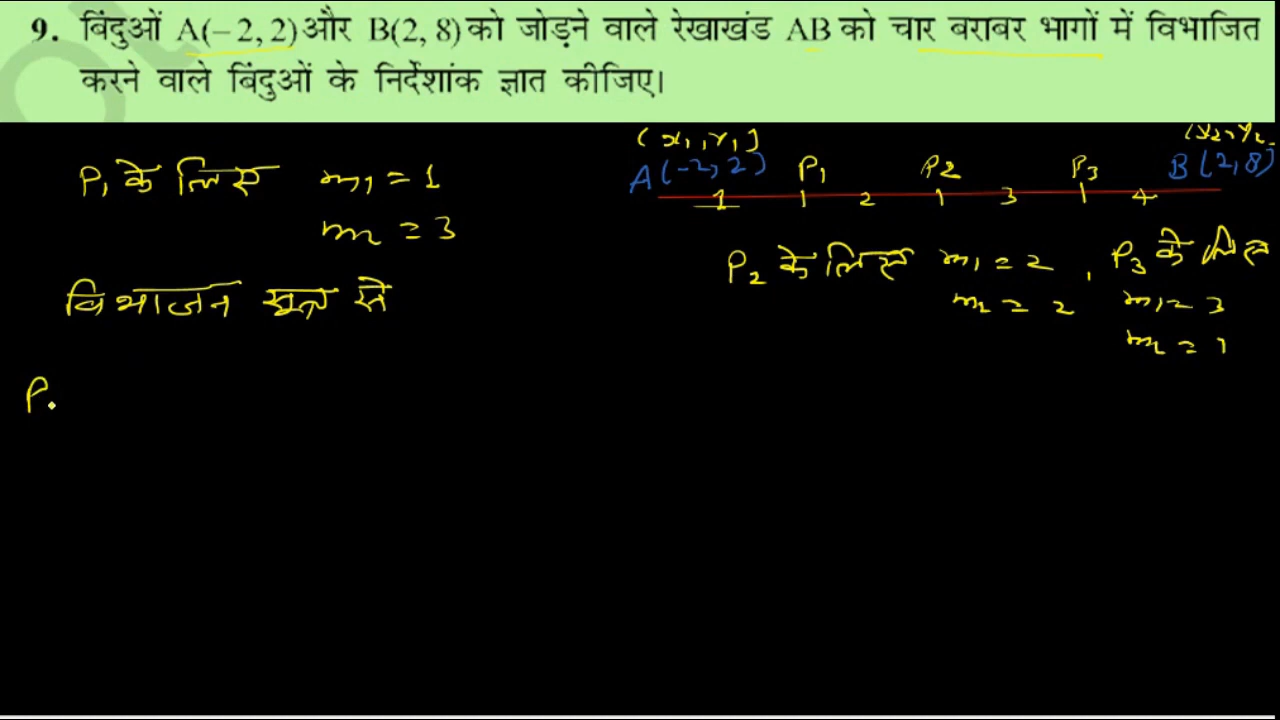 9. बिंदुओं A(– 2, 2) और B(2, 8) को जोड़ने वाले रेखाखंड AB को चार बराबर भागों में विभाजित
करने वाले बिंदुओं के निर्देशांक ज्ञात कीजिए।
(x₁, y₁)
(x₂, y₂
A(-2, 2) P₁ P₂ P₃ B(2,8)
1 1 2 1 3 1 4
P₁ के लिए m₁ = 1
m₂ = 3
P₂ के लिए m₁ = 2 , P₃ के लिए
m₂ = 2 m₁ = 3
m₂ = 1
विभाजन सूत्र से
P.